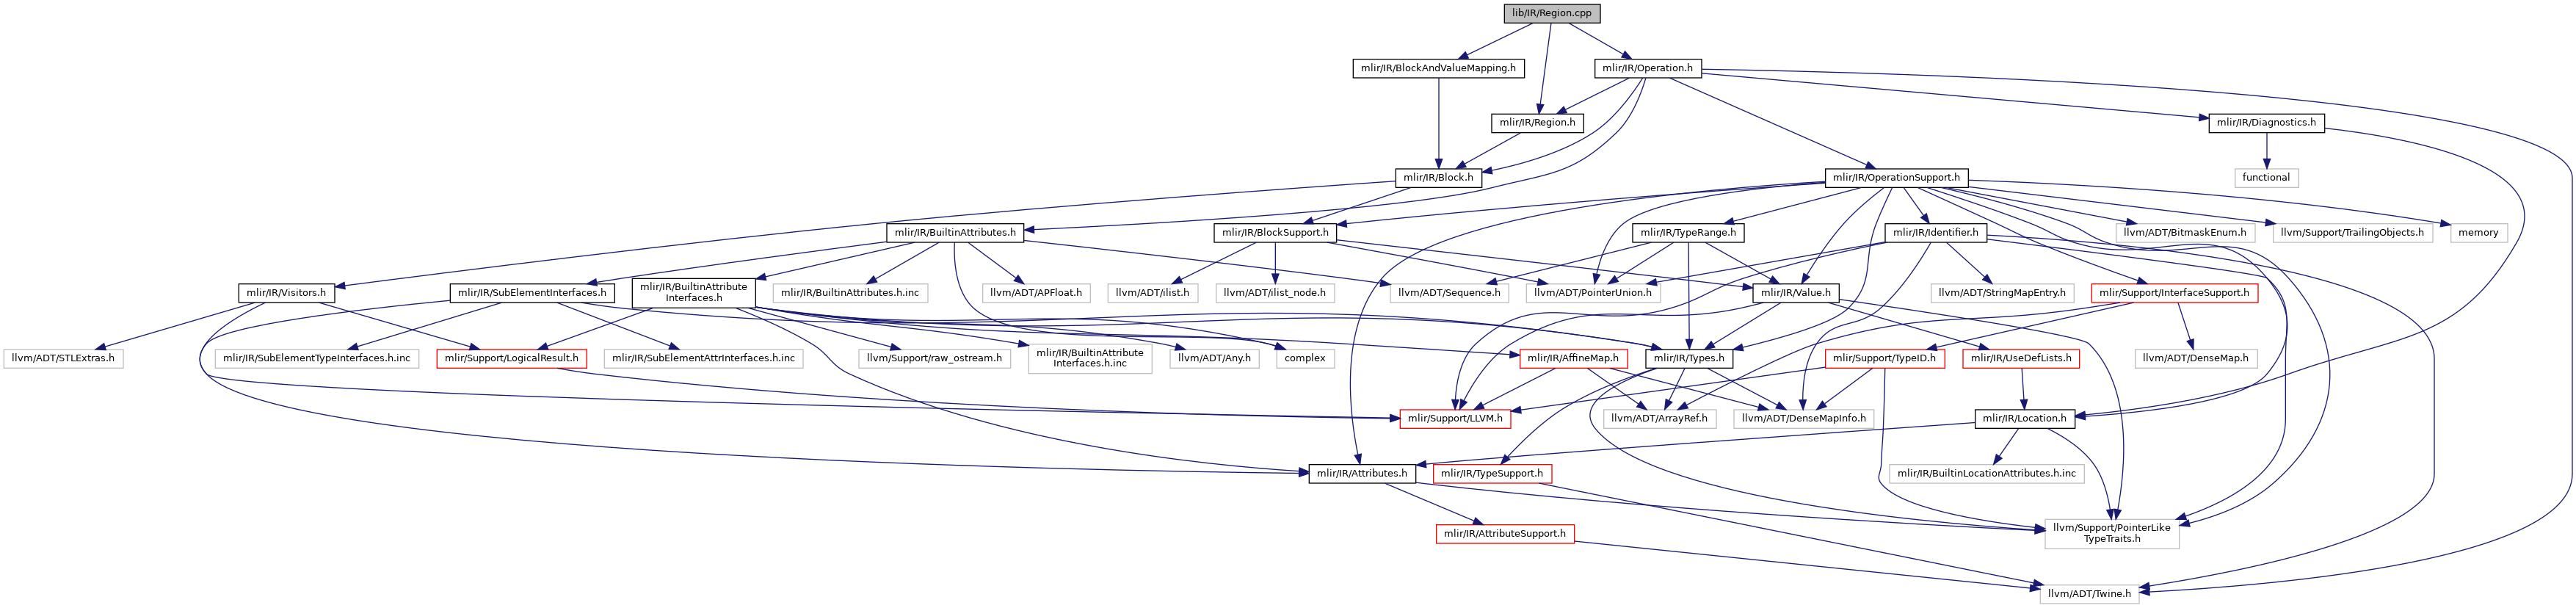 lib/IR/Region.cpp
mlir/IR/BlockAndValueMapping.h
mlir/IR/Operation.h
mlir/IR/Region.h
mlir/IR/Diagnostics.h
mlir/IR/Block.h
mlir/IR/OperationSupport.h
functional
mlir/IR/BuiltinAttributes.h
mlir/IR/BlockSupport.h
mlir/IR/TypeRange.h
mlir/IR/Identifier.h
llvm/ADT/BitmaskEnum.h
llvm/Support/TrailingObjects.h
memory
mlir/IR/Visitors.h
mlir/IR/SubElementInterfaces.h
mlir/IR/BuiltinAttribute
Interfaces.h
mlir/IR/BuiltinAttributes.h.inc
llvm/ADT/APFloat.h
llvm/ADT/ilist.h
llvm/ADT/ilist_node.h
llvm/ADT/Sequence.h
llvm/ADT/PointerUnion.h
mlir/IR/Value.h
llvm/ADT/StringMapEntry.h
mlir/Support/InterfaceSupport.h
llvm/ADT/STLExtras.h
mlir/IR/SubElementTypeInterfaces.h.inc
mlir/Support/LogicalResult.h
mlir/IR/SubElementAttrInterfaces.h.inc
llvm/Support/raw_ostream.h
mlir/IR/BuiltinAttribute
Interfaces.h.inc
llvm/ADT/Any.h
complex
mlir/IR/AffineMap.h
mlir/IR/Types.h
mlir/Support/TypeID.h
mlir/IR/UseDefLists.h
llvm/ADT/DenseMap.h
mlir/Support/LLVM.h
llvm/ADT/ArrayRef.h
llvm/ADT/DenseMapInfo.h
mlir/IR/Location.h
mlir/IR/Attributes.h
mlir/IR/TypeSupport.h
mlir/IR/BuiltinLocationAttributes.h.inc
mlir/IR/AttributeSupport.h
llvm/Support/PointerLike
TypeTraits.h
llvm/ADT/Twine.h